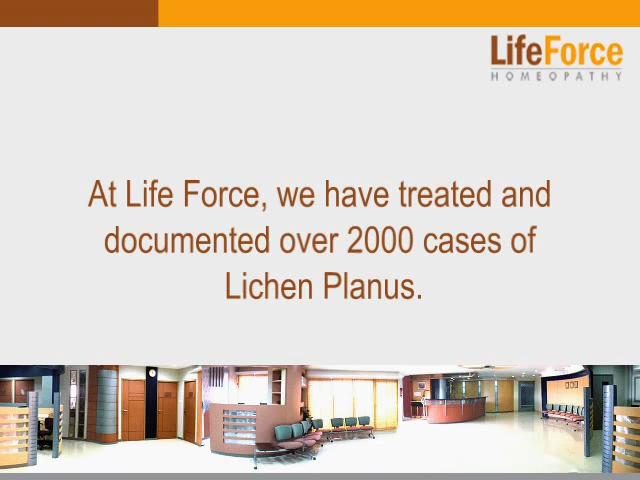 LifeForce
HOMEOPATHY
At Life Force, we have treated and
documented over 2000 cases of
Lichen Planus.